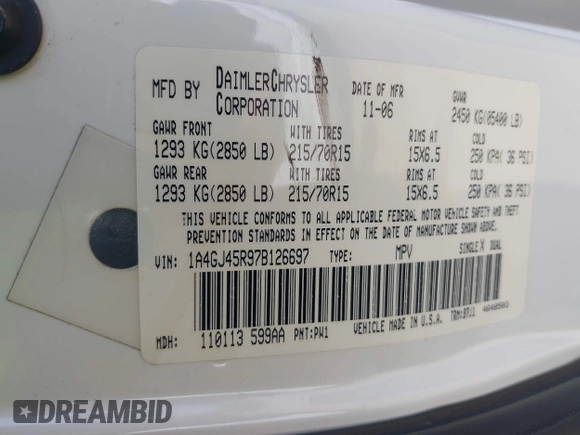 MFD BY DAIMLERCHRYSLER CORPORATION DATE OF MFR 11-06 GVWR 2450 KG(05400 LB)
GAWR FRONT WITH TIRES RIMS AT COLD
1293 KG(2850 LB) 215/70R15 15X6.5 250 KPA( 36 PSI)
GAWR REAR WITH TIRES RIMS AT COLD
1293 KG(2850 LB) 215/70R15 15X6.5 250 KPA( 36 PSI)
THIS VEHICLE CONFORMS TO ALL APPLICABLE FEDERAL MOTOR VEHICLE SAFETY AND THEFT
PREVENTION STANDARDS IN EFFECT ON THE DATE OF MANUFACTURE SHOWN ABOVE.
VIN: 1A4GJ45R97B126697 TYPE: MPV SINGLE X DUAL
MDH: 110113 599AA PNT:PW1 VEHICLE MADE IN U.S.A.
DREAMBID